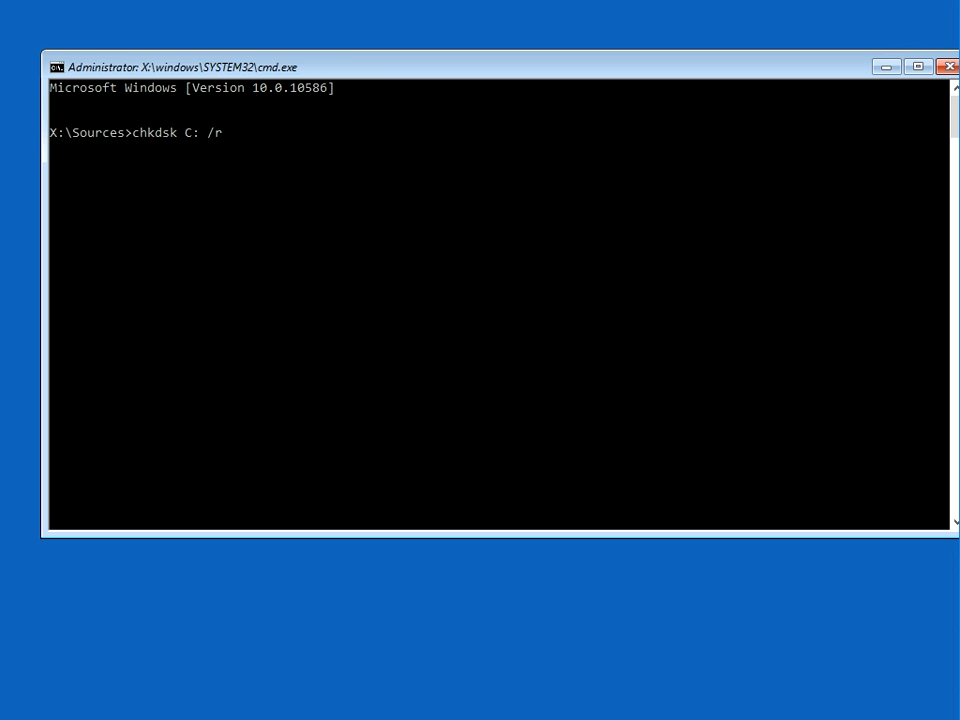 Administrator: X:\windows\SYSTEM32\cmd.exe
Microsoft Windows [Version 10.0.10586]
X:\Sources>chkdsk C: /r